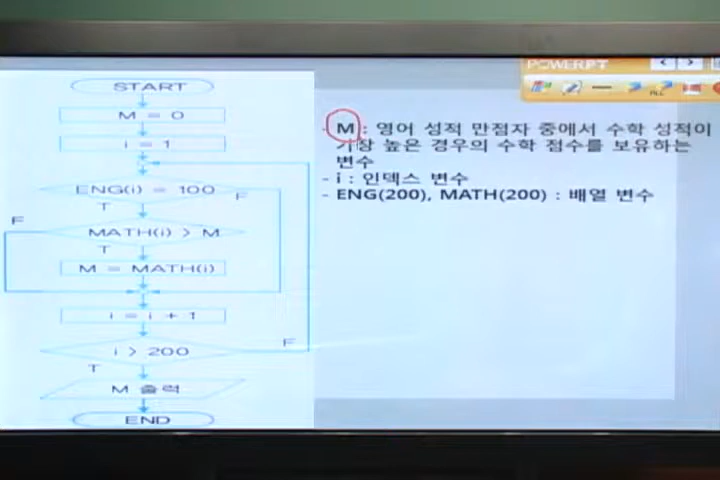 POWERPT
ALL
START
M = 0
i = 1
ENG(i) = 100
F
T
F
MATH(i) > M
T
M = MATH(i)
i = i + 1
i > 200
F
T
M 출력
END
- M : 영어 성적 만점자 중에서 수학 성적이
가장 높은 경우의 수학 점수를 보유하는
변수
- i : 인덱스 변수
- ENG(200), MATH(200) : 배열 변수